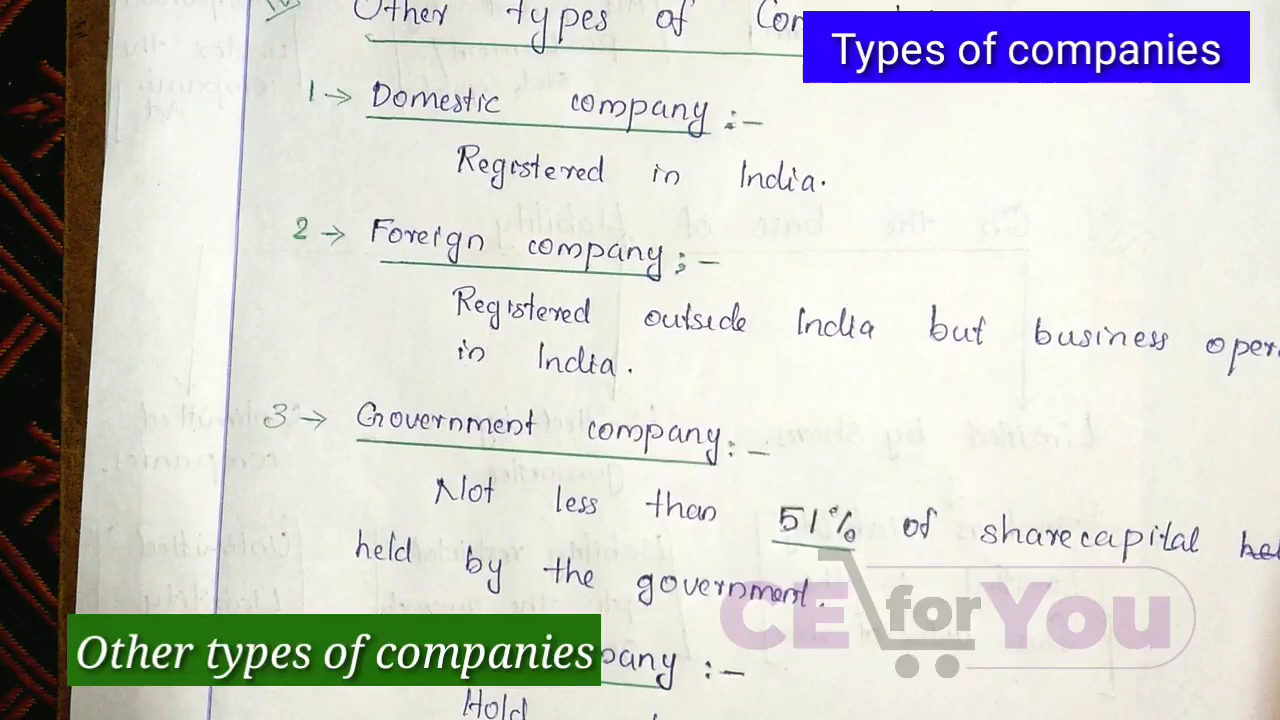 Other types of
Types of companies
1 → Domestic company :-
Registered in India.
2 → Foreign company ; -
Registered outside India but business
in India.
3 → Government company : -
Not less than 51% of sharecapital
held by the government.
CE for You
Other types of companies
:-
Hold